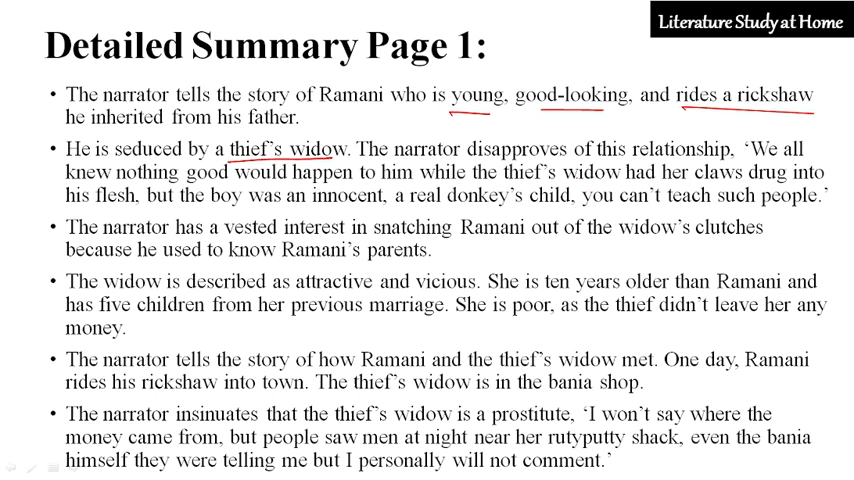 Literature Study at Home
Detailed Summary Page 1:
• The narrator tells the story of Ramani who is young, good-looking, and rides a rickshaw
he inherited from his father.
• He is seduced by a thief's widow. The narrator disapproves of this relationship, 'We all
knew nothing good would happen to him while the thief's widow had her claws drug into
his flesh, but the boy was an innocent, a real donkey's child, you can't teach such people.'
• The narrator has a vested interest in snatching Ramani out of the widow's clutches
because he used to know Ramani's parents.
• The widow is described as attractive and vicious. She is ten years older than Ramani and
has five children from her previous marriage. She is poor, as the thief didn't leave her any
money.
• The narrator tells the story of how Ramani and the thief's widow met. One day, Ramani
rides his rickshaw into town. The thief's widow is in the bania shop.
• The narrator insinuates that the thief's widow is a prostitute, 'I won't say where the
money came from, but people saw men at night near her rutyputty shack, even the bania
himself they were telling me but I personally will not comment.'